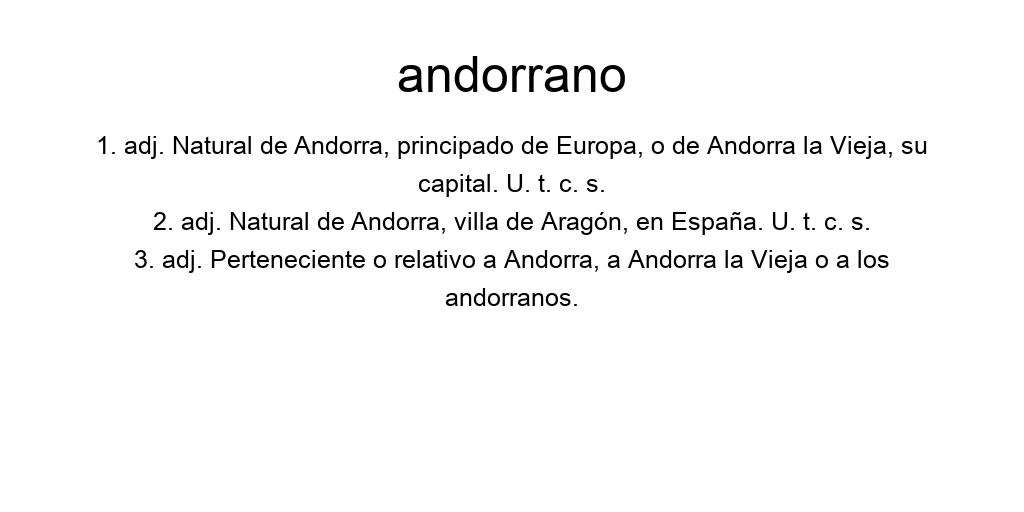 andorrano
1. adj. Natural de Andorra, principado de Europa, o de Andorra la Vieja, su
capital. U. t. c. s.
2. adj. Natural de Andorra, villa de Aragón, en España. U. t. c. s.
3. adj. Perteneciente o relativo a Andorra, a Andorra la Vieja o a los
andorranos.